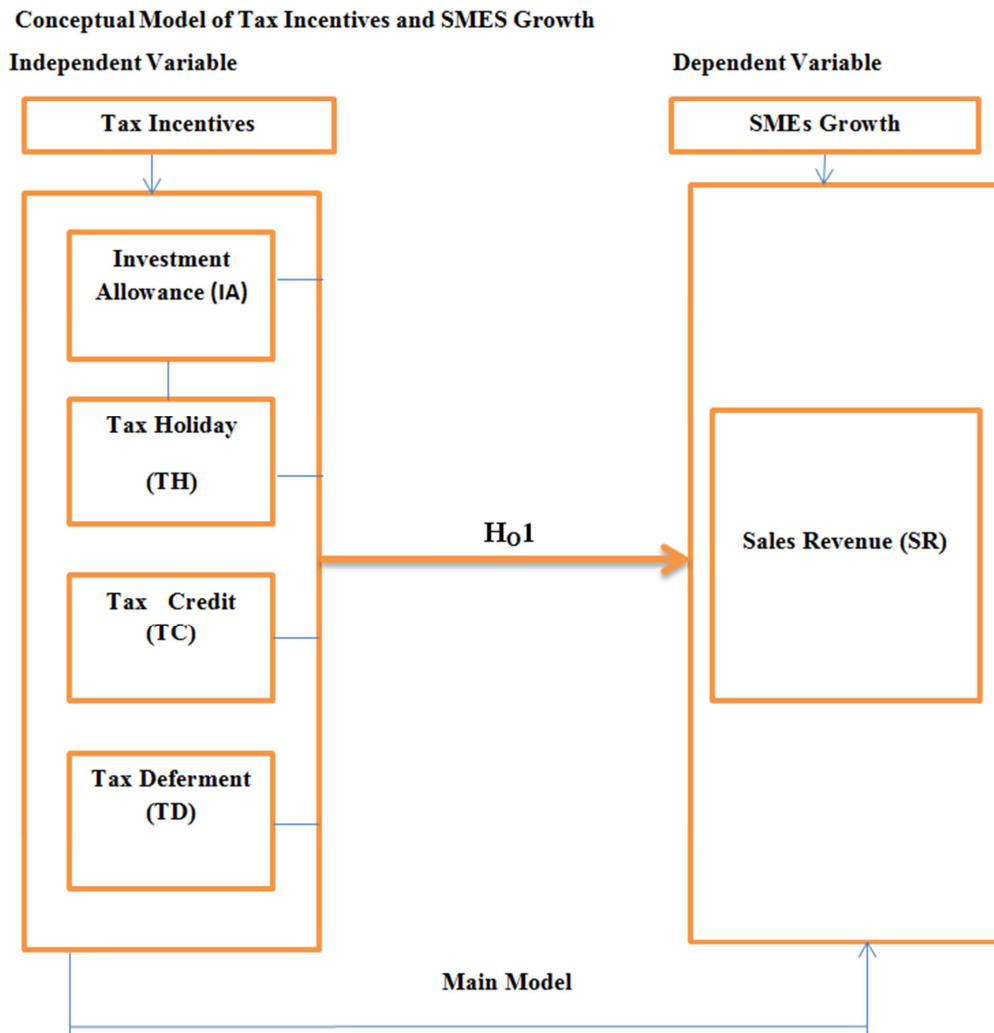 Conceptual Model of Tax Incentives and SMES Growth
Independent Variable
Dependent Variable
Tax Incentives
SMEs Growth
Investment
Allowance (IA)
Tax Holiday
(TH)
Tax Credit
(TC)
Tax Deferment
(TD)
HO1
Sales Revenue (SR)
Main Model